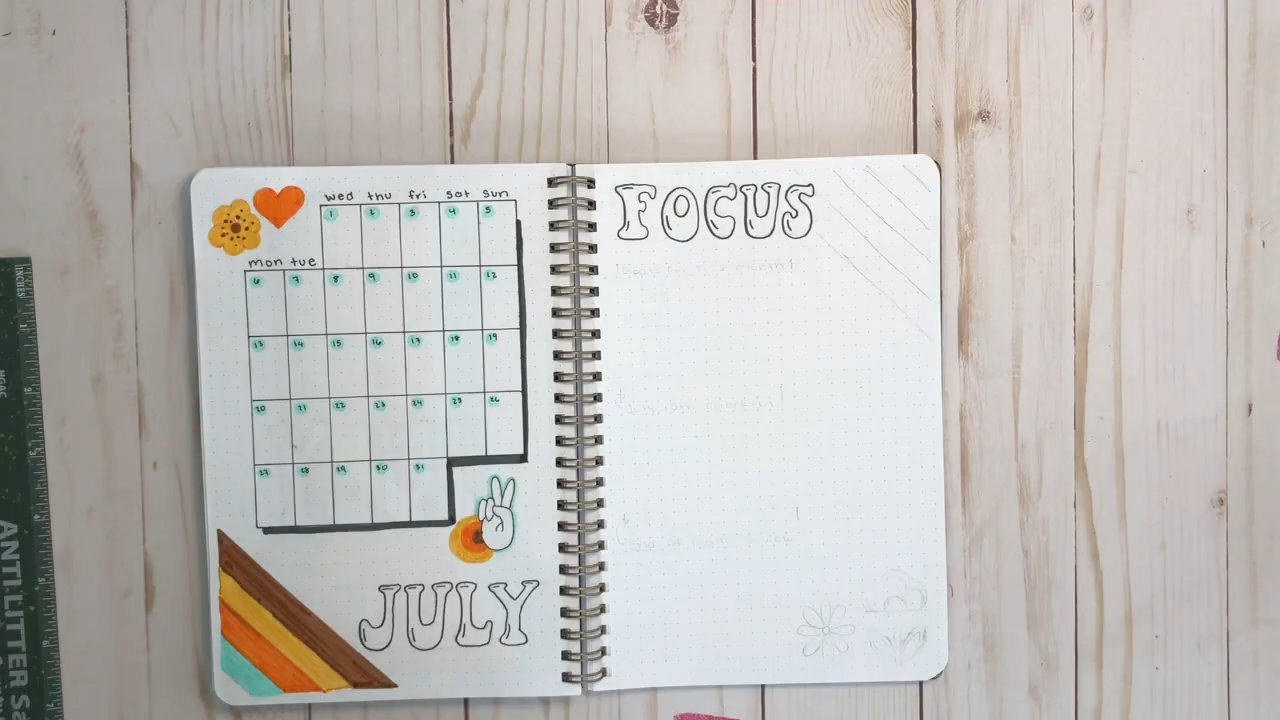 wed thu fri sat sun
1 2 3 4 5
mon tue
6 7 8 9 10 11 12
13 14 15 16 17 18 19
20 21 22 23 24 25 26
27 28 29 30 31
JULY
FOCUS
INCHES
ANTI LITTER